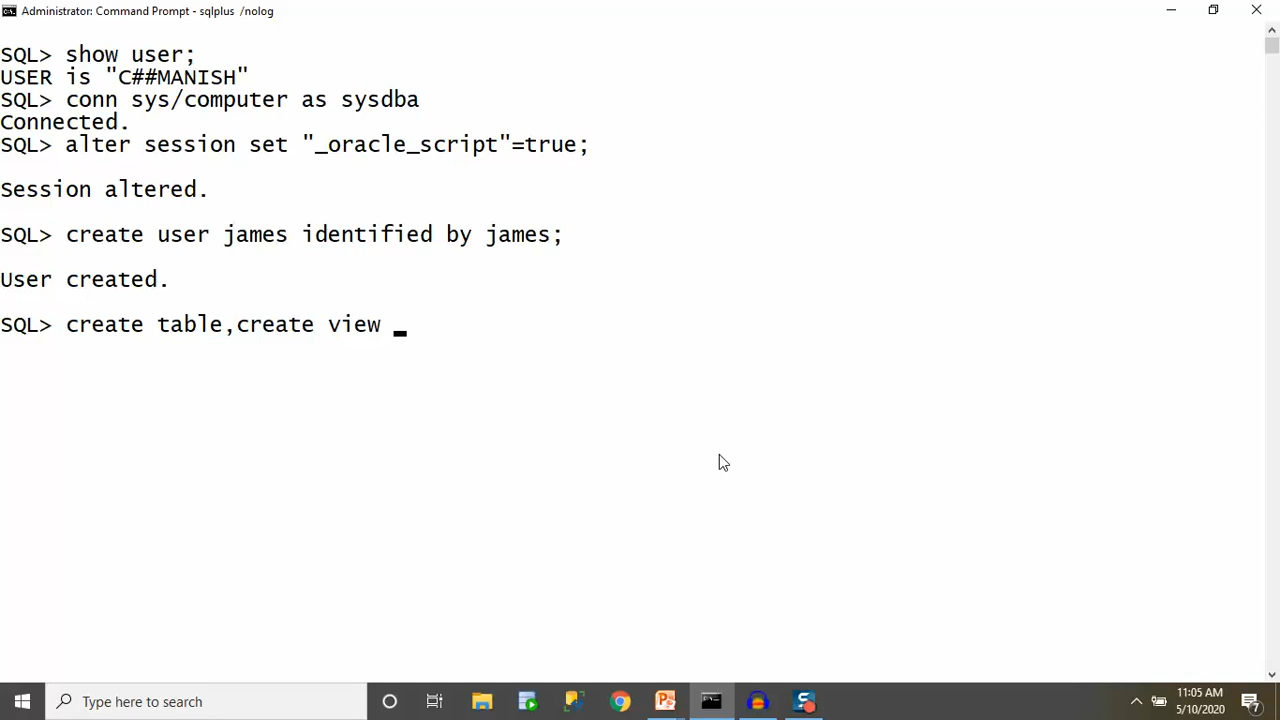 Administrator: Command Prompt - sqlplus /nolog
SQL> show user;
USER is "C##MANISH"
SQL> conn sys/computer as sysdba
Connected.
SQL> alter session set "_oracle_script"=true;
Session altered.
SQL> create user james identified by james;
User created.
SQL> create table,create view _
Type here to search
11:05 AM
5/10/2020
7